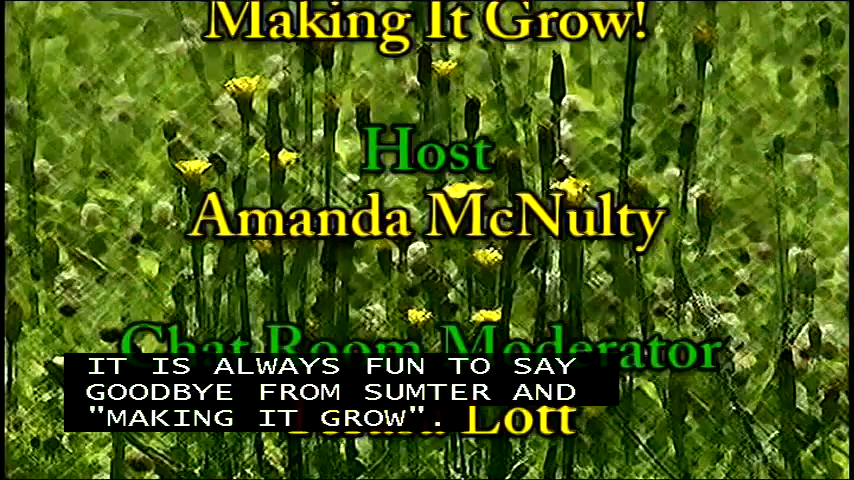 Making It Grow!
Host
Amanda McNulty
Chat Room Moderator
IT IS ALWAYS FUN TO SAY
GOODBYE FROM SUMTER AND
"MAKING IT GROW".
Lott